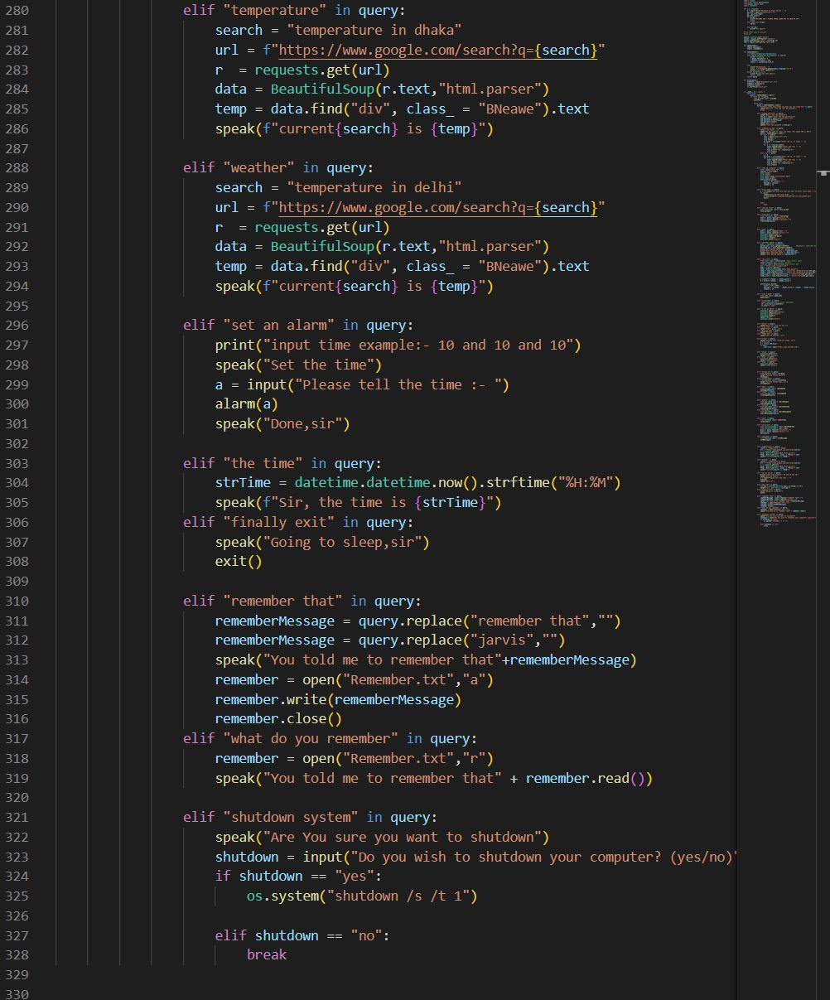 280 elif "temperature" in query:
281 search = "temperature in dhaka"
282 url = f"https://www.google.com/search?q={search}"
283 r  = requests.get(url)
284 data = BeautifulSoup(r.text,"html.parser")
285 temp = data.find("div", class_ = "BNeawe").text
286 speak(f"current{search} is {temp}")
287
288 elif "weather" in query:
289 search = "temperature in delhi"
290 url = f"https://www.google.com/search?q={search}"
291 r  = requests.get(url)
292 data = BeautifulSoup(r.text,"html.parser")
293 temp = data.find("div", class_ = "BNeawe").text
294 speak(f"current{search} is {temp}")
295
296 elif "set an alarm" in query:
297 print("input time example:- 10 and 10 and 10")
298 speak("Set the time")
299 a = input("Please tell the time :- ")
300 alarm(a)
301 speak("Done,sir")
302
303 elif "the time" in query:
304 strTime = datetime.datetime.now().strftime("%H:%M")
305 speak(f"Sir, the time is {strTime}")
306 elif "finally exit" in query:
307 speak("Going to sleep,sir")
308 exit()
309
310 elif "remember that" in query:
311 rememberMessage = query.replace("remember that","")
312 rememberMessage = query.replace("jarvis","")
313 speak("You told me to remember that"+rememberMessage)
314 remember = open("Remember.txt","a")
315 remember.write(rememberMessage)
316 remember.close()
317 elif "what do you remember" in query:
318 remember = open("Remember.txt","r")
319 speak("You told me to remember that" + remember.read())
320
321 elif "shutdown system" in query:
322 speak("Are You sure you want to shutdown")
323 shutdown = input("Do you wish to shutdown your computer? (yes/no)"
324 if shutdown == "yes":
325 os.system("shutdown /s /t 1")
326
327 elif shutdown == "no":
328 break
329
330